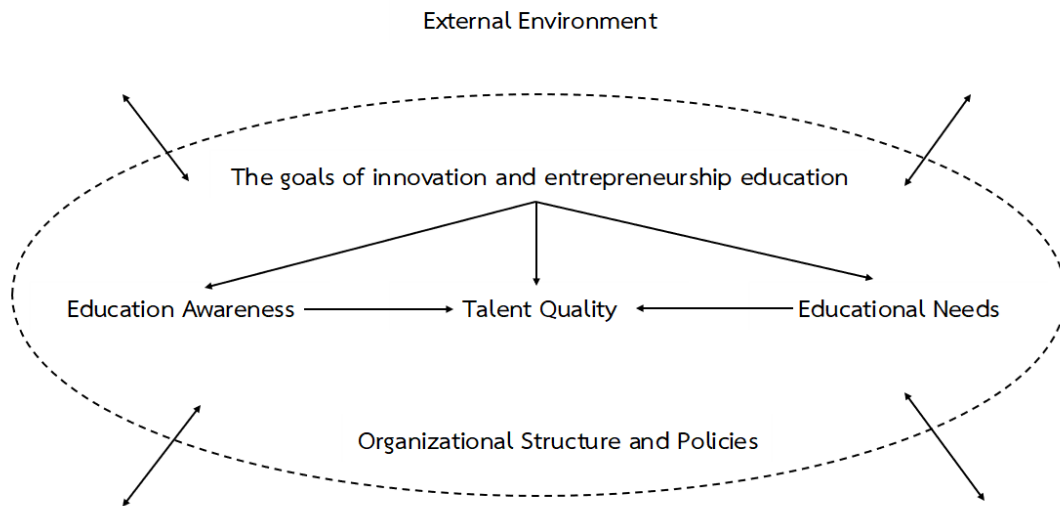 External Environment
The goals of innovation and entrepreneurship education
Education Awareness
Talent Quality
Educational Needs
Organizational Structure and Policies